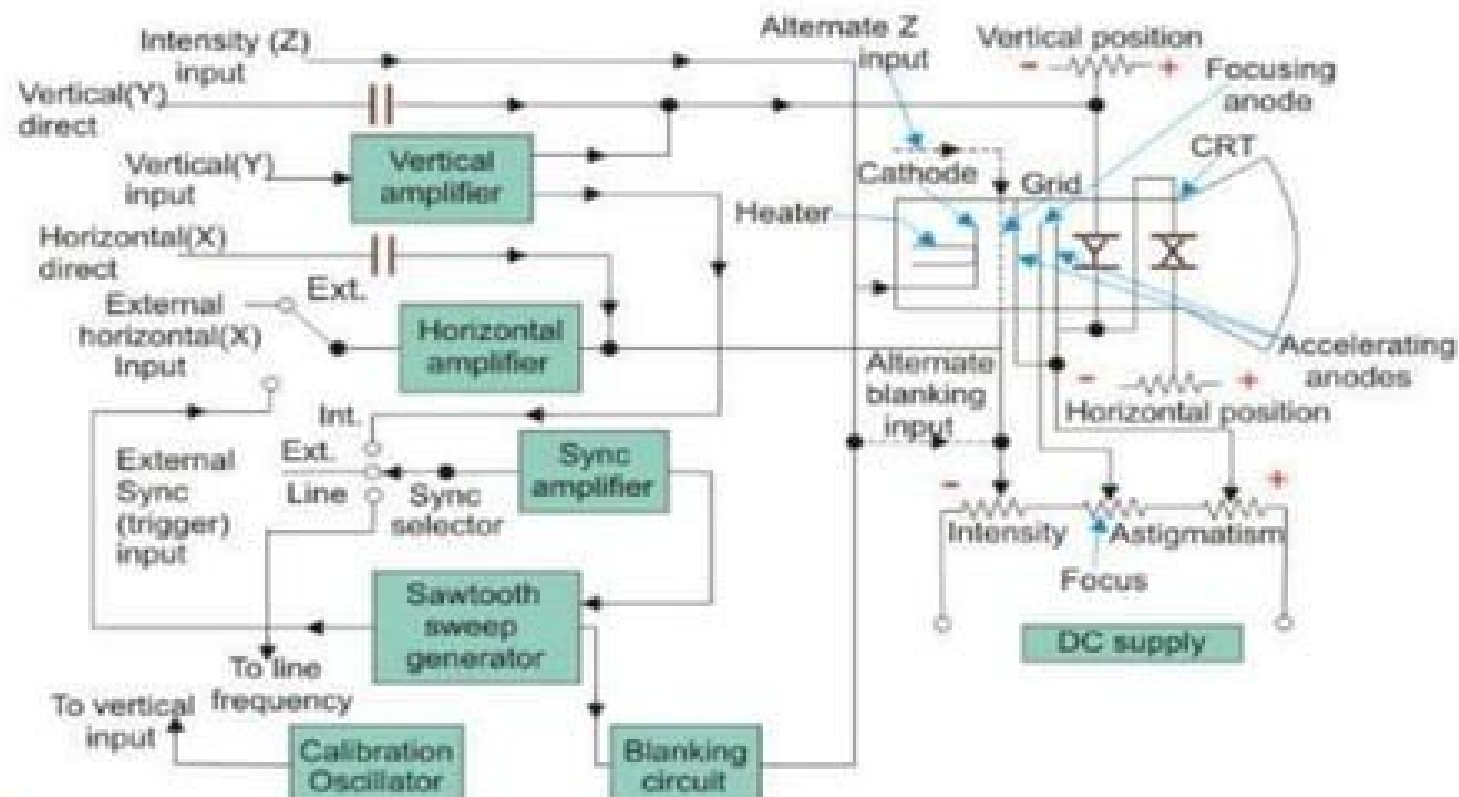 Intensity (Z)
input
Vertical(Y)
direct
Vertical(Y)
input
Vertical
amplifier
Horizontal(X)
direct
Ext.
External
horizontal(X)
Input
Horizontal
amplifier
Int.
Ext.
Line
External
Sync
(trigger)
input
Sync
selector
Sync
amplifier
Sawtooth
sweep
generator
To line
frequency
To vertical
input
Calibration
Oscillator
Blanking
circuit
Alternate Z
input
Vertical position
- +
Focusing
anode
CRT
Cathode
Grid
Heater
Accelerating
anodes
Alternate
blanking
input
- +
Horizontal position
- +
Intensity
Astigmatism
Focus
DC supply